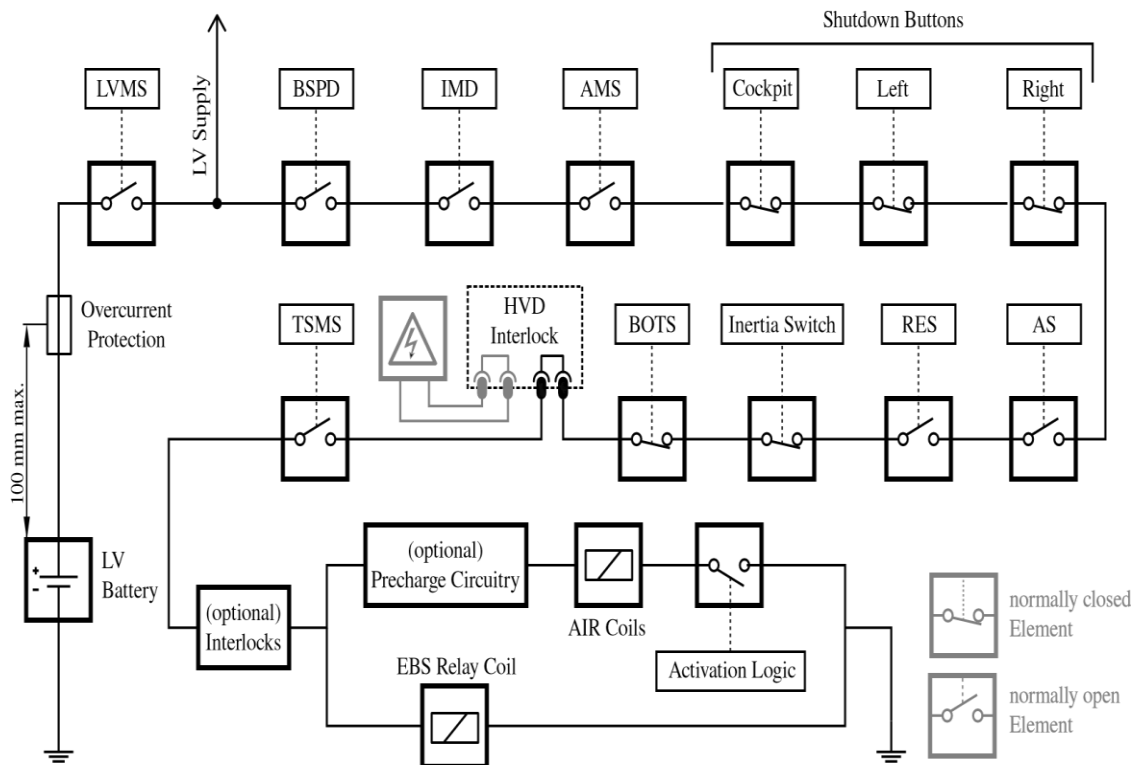 Shutdown Buttons
LVMS
BSPD
IMD
AMS
Cockpit
Left
Right
LV Supply
Overcurrent
Protection
TSMS
HVD
Interlock
BOTS
Inertia Switch
RES
AS
100 mm max.
+
-
LV
Battery
(optional)
Interlocks
(optional)
Precharge Circuitry
AIR Coils
Activation Logic
EBS Relay Coil
normally closed
Element
normally open
Element